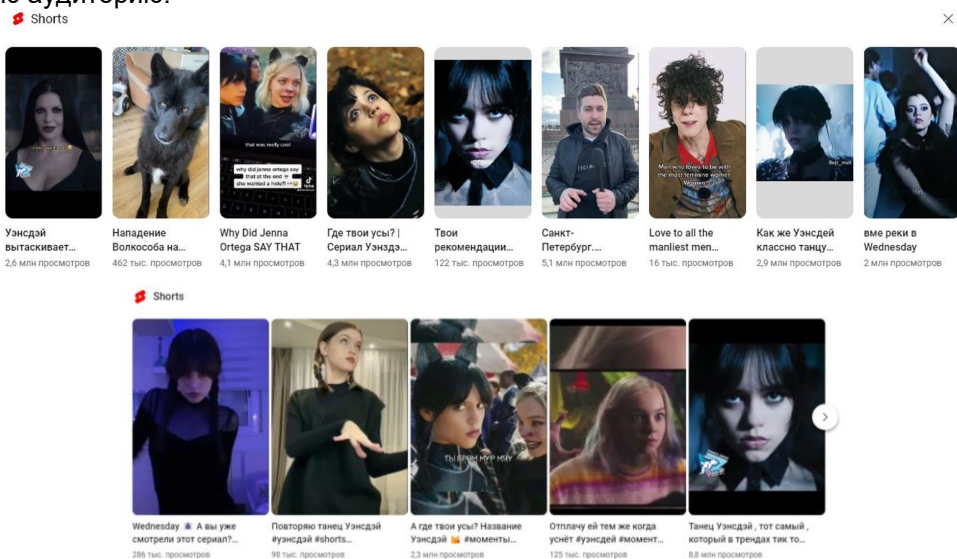 ю аудиторию.
Shorts
that was really cool
why did jenna ortega say
that at the end
she wanted a hole?!
Man who loves to be with
the most feminine women
Women
Уэнсдэй
вытаскивает...
2,6 млн просмотров
Нападение
Волкособа на...
462 тыс. просмотров
Why Did Jenna
Ortega SAY THAT
4,1 млн просмотров
Где твои усы? |
Сериал Уэнздэ...
4,3 млн просмотров
Твои
рекомендации...
122 тыс. просмотров
Санкт-
Петербург....
5,1 млн просмотров
Love to all the
manliest men...
16 тыс. просмотров
Как же Уэнсдей
классно танцу...
2,9 млн просмотров
вме реки в
Wednesday
2 млн просмотров
Shorts
ТЫ ПРЯМ МУР МЯУ
Wednesday А вы уже
смотрели этот сериал?...
286 тыс. просмотров
Повторяю танец Уэнсдэй
#уэнсдэй #shorts...
98 тыс. просмотров
А где твои усы? Название
Уэнсдэй #моменты...
2,3 млн просмотров
Отплачу ей тем же когда
уснёт #уэнсдей #момент...
125 тыс. просмотров
Танец Уэнсдэй , тот самый ,
который в трендах тик то...
8,8 млн просмотров